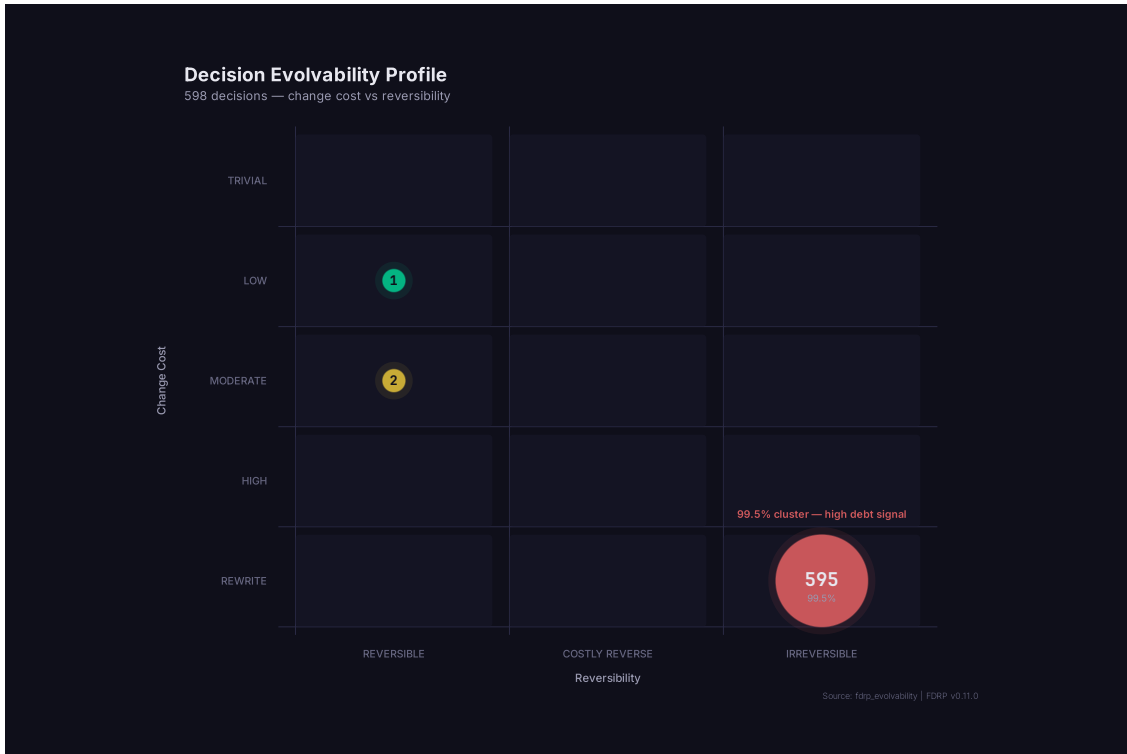 Decision Evolvability Profile
598 decisions — change cost vs reversibility
TRIVIAL
LOW
1
Change Cost
MODERATE
2
HIGH
99.5% cluster — high debt signal
REWRITE
595
99.5%
REVERSIBLE
COSTLY REVERSE
IRREVERSIBLE
Reversibility
Source: fdrp_evolvability | FDRP v0.11.0